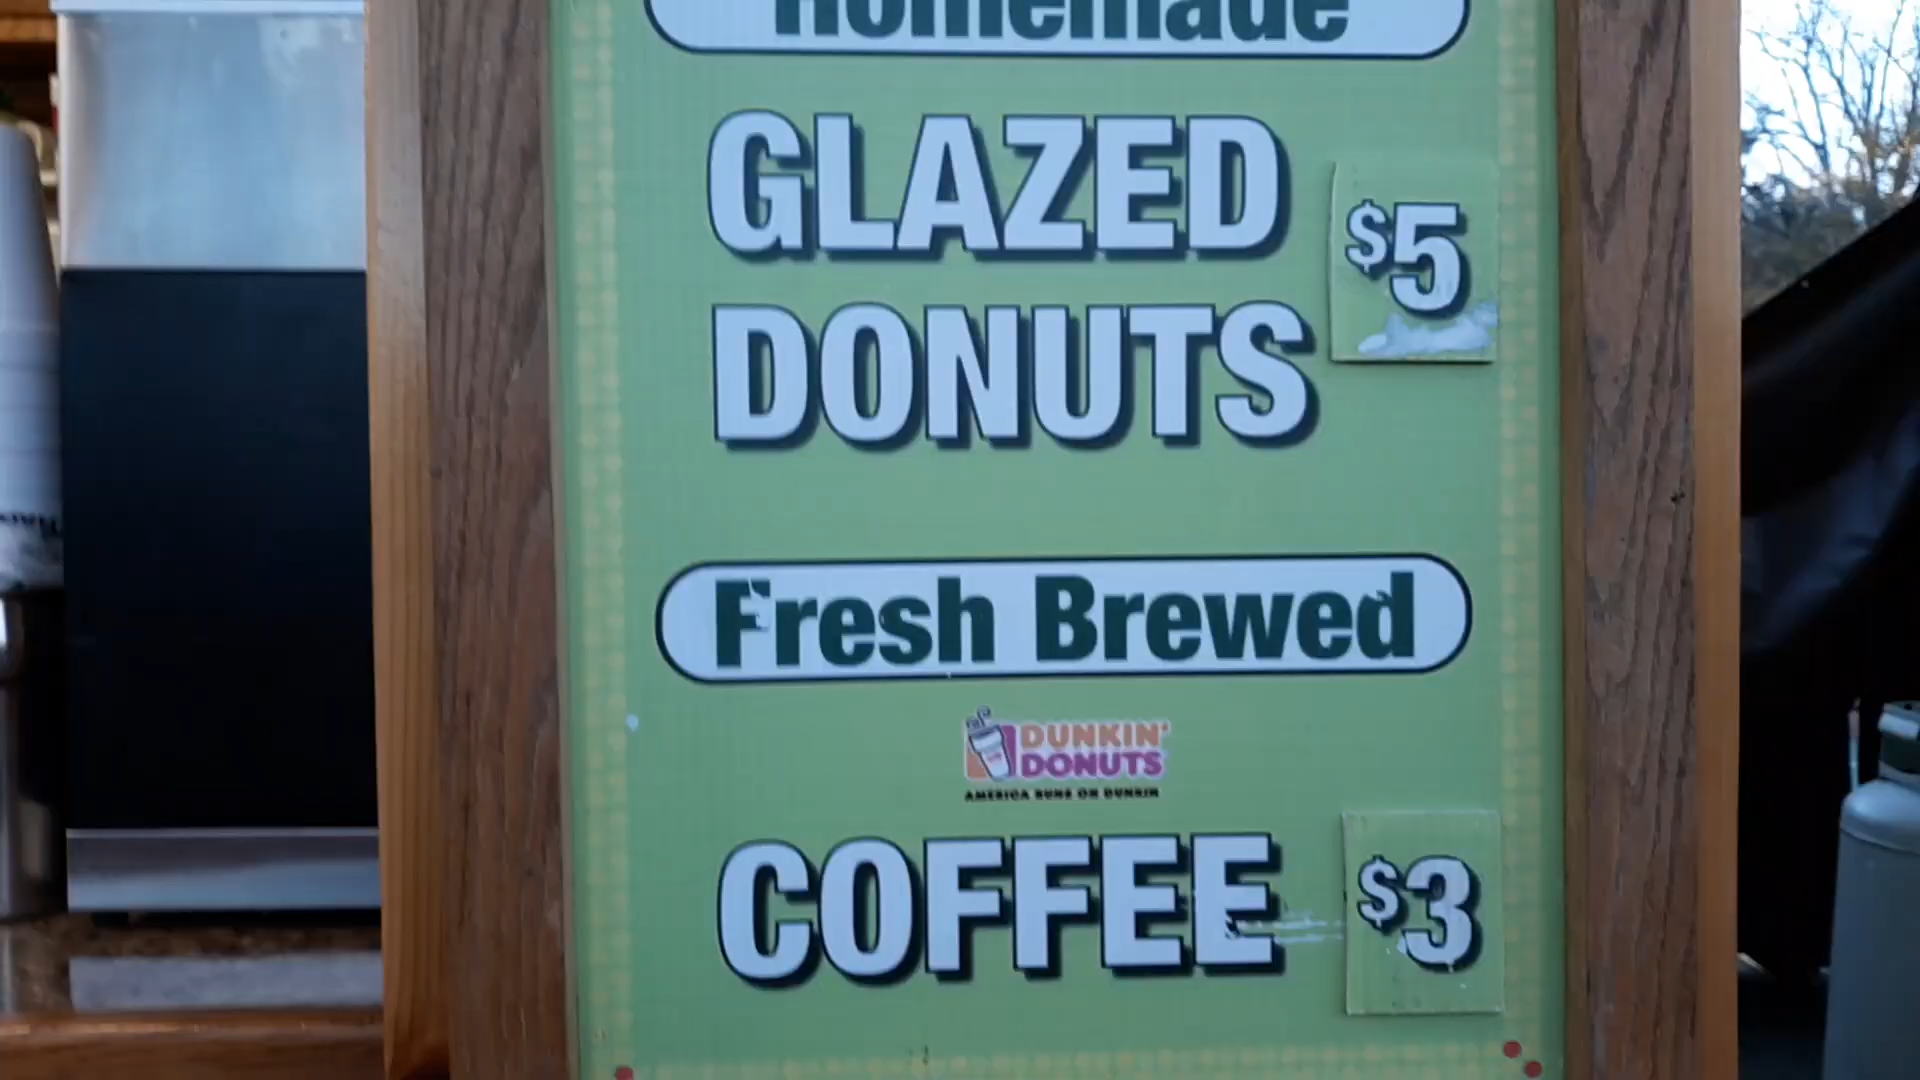 Homemade
GLAZED
DONUTS
$5
Fresh Brewed
DUNKIN'
DONUTS
AMERICA RUNS ON DUNKIN
COFFEE $3